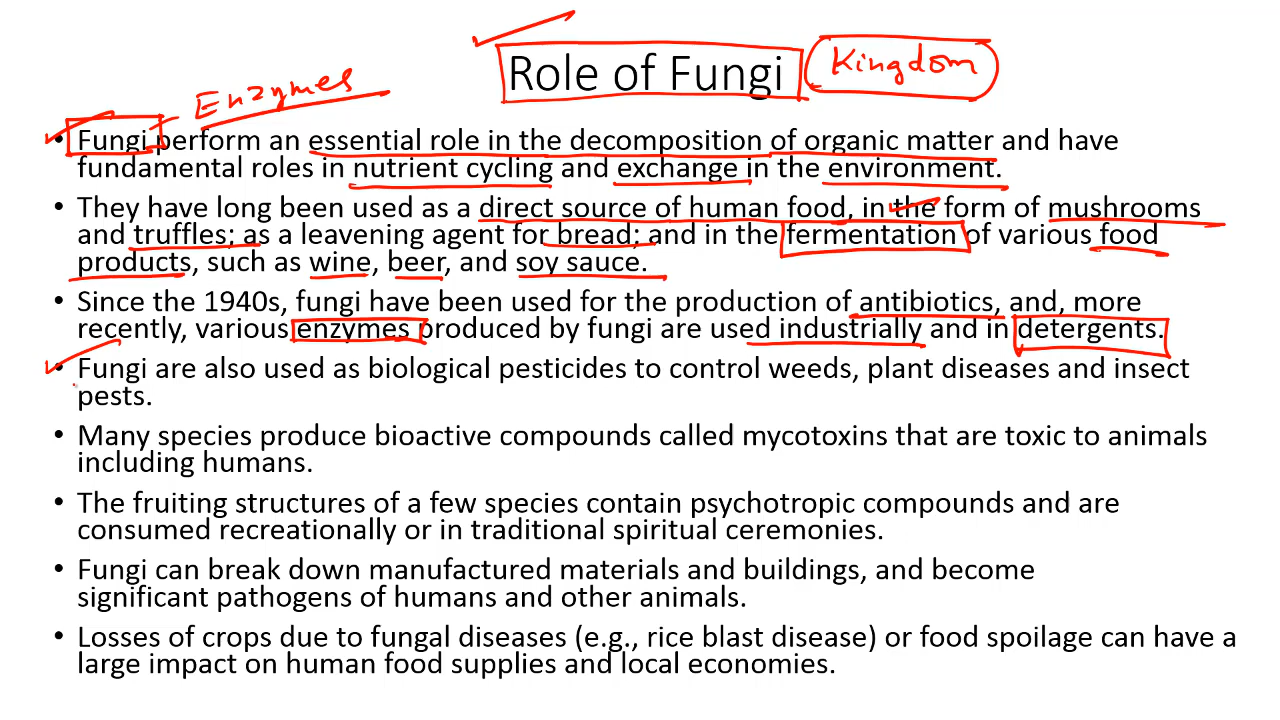 Role of Fungi Kingdom
Enzymes
• Fungi perform an essential role in the decomposition of organic matter and have
fundamental roles in nutrient cycling and exchange in the environment.
• They have long been used as a direct source of human food, in the form of mushrooms
and truffles; as a leavening agent for bread; and in the fermentation of various food
products, such as wine, beer, and soy sauce.
• Since the 1940s, fungi have been used for the production of antibiotics, and, more
recently, various enzymes produced by fungi are used industrially and in detergents.
• Fungi are also used as biological pesticides to control weeds, plant diseases and insect
pests.
• Many species produce bioactive compounds called mycotoxins that are toxic to animals
including humans.
• The fruiting structures of a few species contain psychotropic compounds and are
consumed recreationally or in traditional spiritual ceremonies.
• Fungi can break down manufactured materials and buildings, and become
significant pathogens of humans and other animals.
• Losses of crops due to fungal diseases (e.g., rice blast disease) or food spoilage can have a
large impact on human food supplies and local economies.